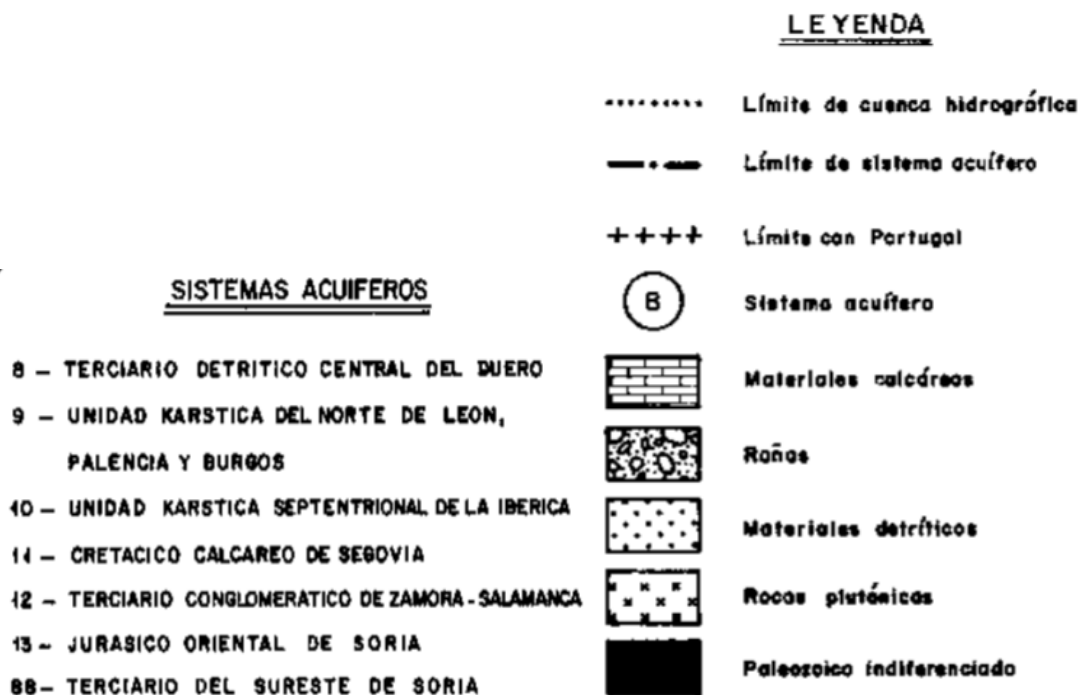 LEYENDA
Límite de cuenca hidrográfica
Límite de sistema acuífero
Límite con Portugal
8
Sistema acuífero
Materiales calcáreos
Rañas
Materiales detríticos
Rocas plutónicas
Paleozoico indiferenciado
SISTEMAS ACUIFEROS
8 - TERCIARIO DETRITICO CENTRAL DEL DUERO
9 - UNIDAD KARSTICA DEL NORTE DE LEON,
PALENCIA Y BURGOS
10 - UNIDAD KARSTICA SEPTENTRIONAL DE LA IBERICA
11 - CRETACICO CALCAREO DE SEGOVIA
12 - TERCIARIO CONGLOMERATICO DE ZAMORA - SALAMANCA
13 - JURASICO ORIENTAL DE SORIA
88 - TERCIARIO DEL SURESTE DE SORIA